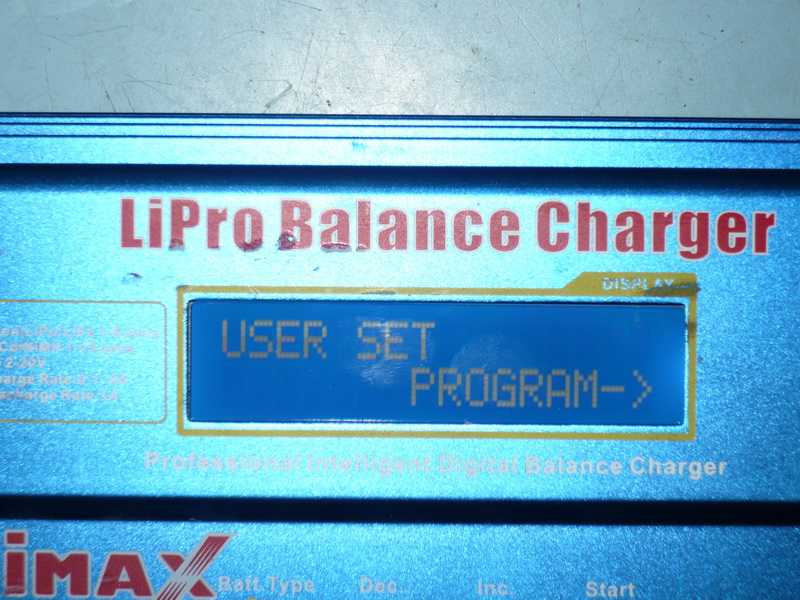 LiPro Balance Charger
DISPLAY
USER SET
PROGRAM->
Professional Intelligent Digital Balance Charger
iMAX
Batt.Type Dec. Inc. Start